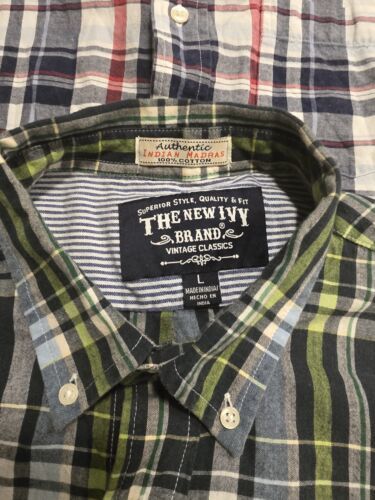 Authentic
INDIAN MADRAS
100% COTTON
SUPERIOR STYLE, QUALITY & FIT
THE NEW IVY
BRAND®
VINTAGE CLASSICS
L
MADE IN INDIA/
HECHO EN
INDIA